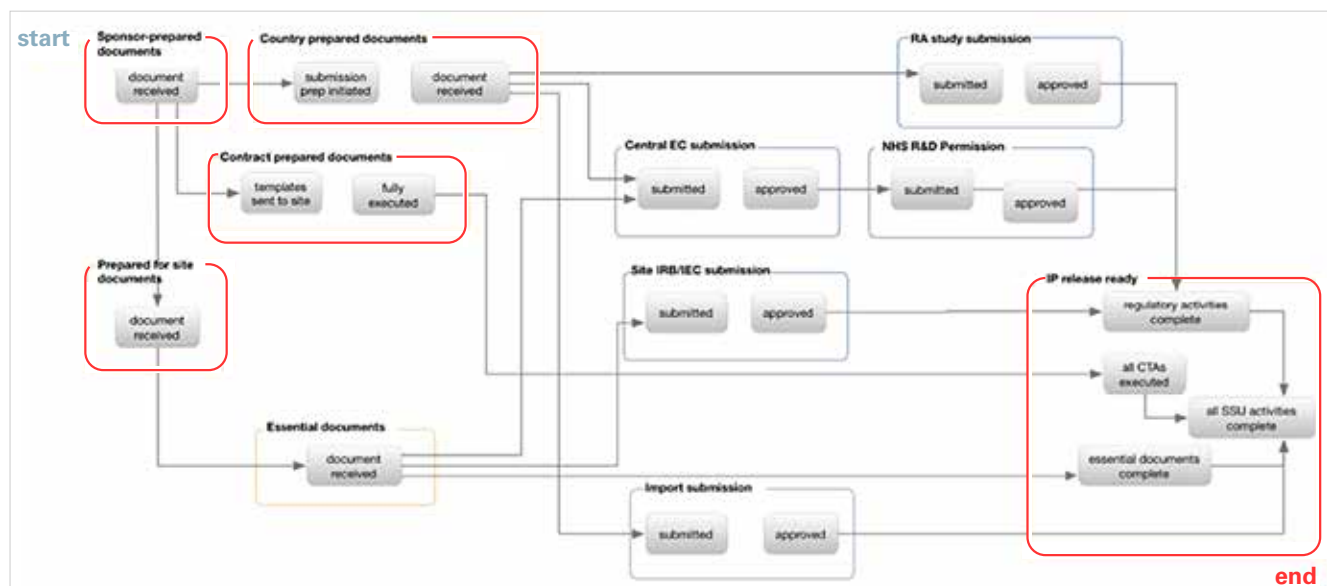 start
Sponsor-prepared
documents
document
received
Country prepared documents
submission
prep initiated
document
received
RA study submission
submitted
approved
Contract prepared documents
templates
sent to site
fully
executed
Central EC submission
submitted
approved
NHS R&D Permission
submitted
approved
Prepared for site
documents
document
received
Site IRB/IEC submission
submitted
approved
IP release ready
regulatory activities
complete
all CTAs
executed
all SSU activities
complete
essential documents
complete
Essential documents
document
received
Import submission
submitted
approved
end